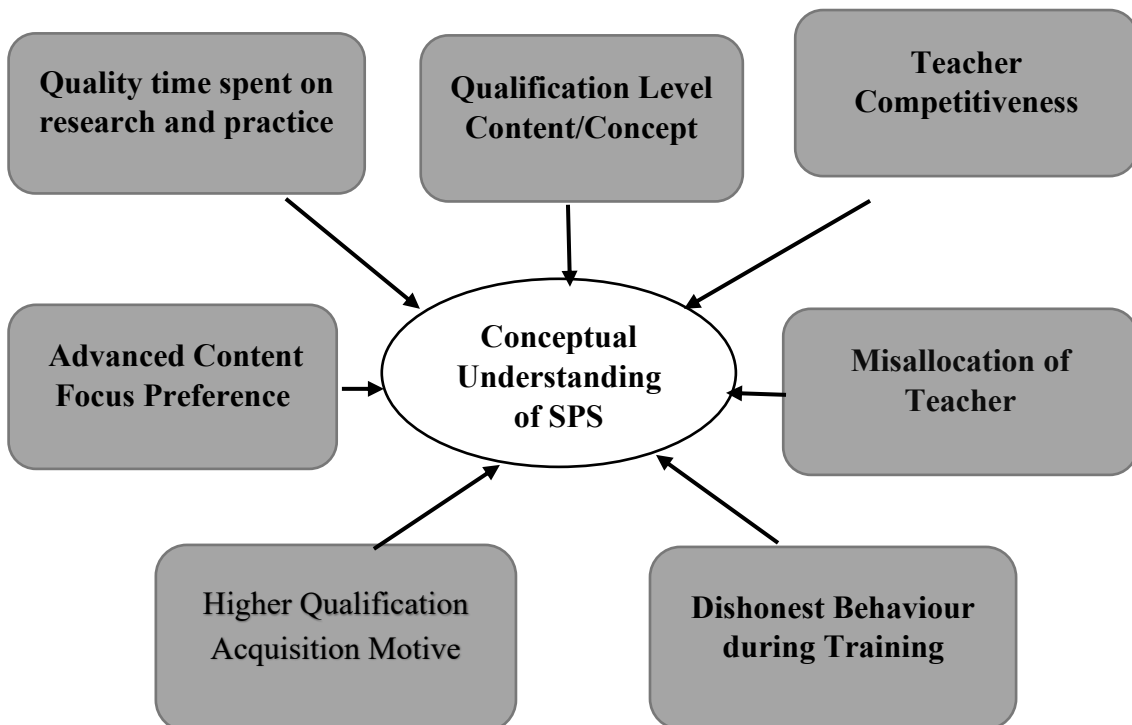 Quality time spent on
research and practice
Qualification Level
Content/Concept
Teacher
Competitiveness
Advanced Content
Focus Preference
Conceptual
Understanding
of SPS
Misallocation of
Teacher
Higher Qualification
Acquisition Motive
Dishonest Behaviour
during Training